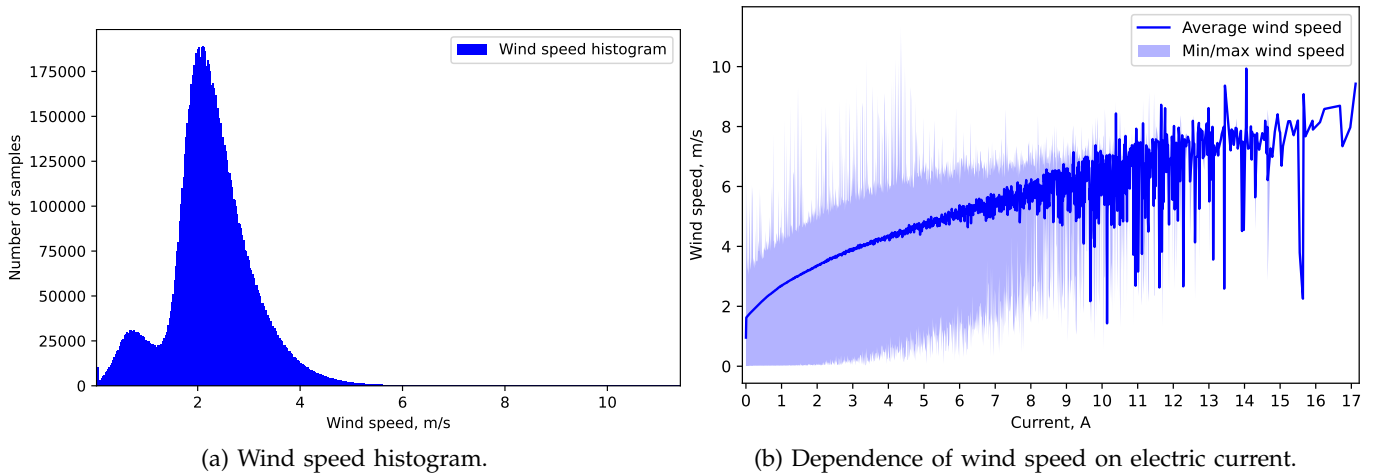 Wind speed histogram
175000
150000
125000
100000
75000
50000
25000
0
Number of samples
2
4
6
8
10
Wind speed, m/s
(a) Wind speed histogram.
Average wind speed
Min/max wind speed
10
8
6
4
2
0
Wind speed, m/s
0 1 2 3 4 5 6 7 8 9 10 11 12 13 14 15 16 17
Current, A
(b) Dependence of wind speed on electric current.